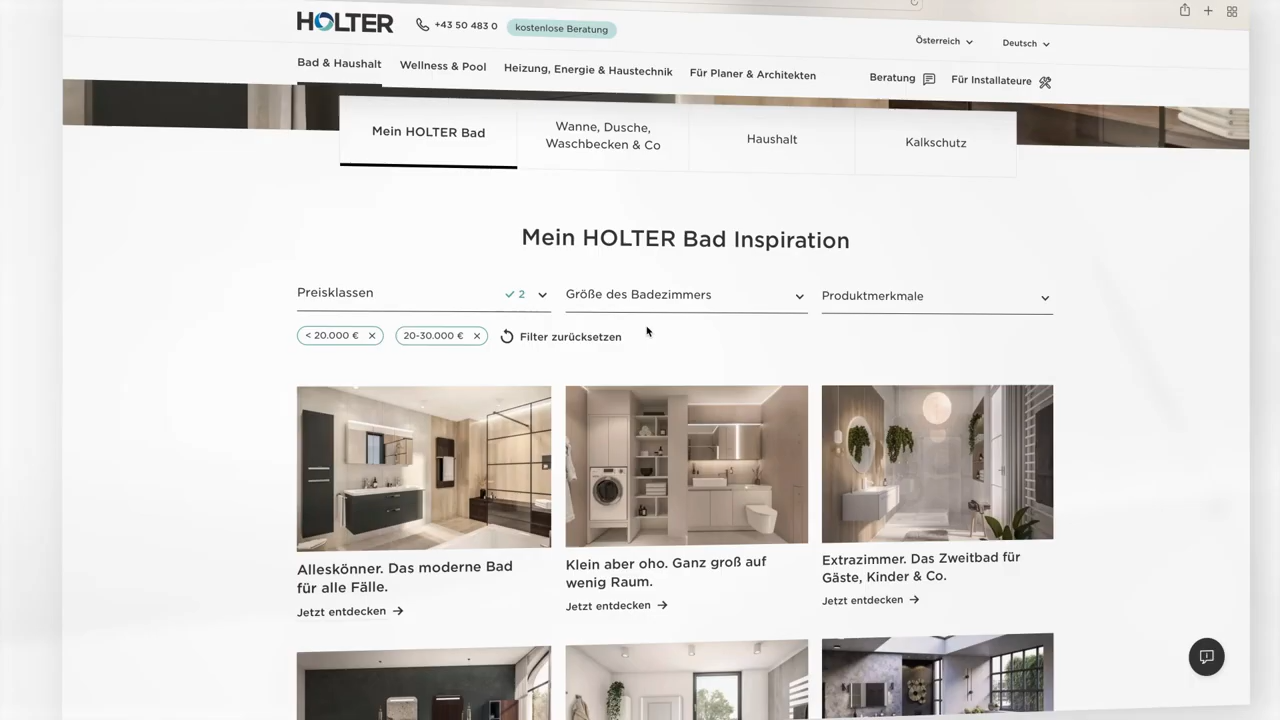 HOLTER
+43 50 483 0
kostenlose Beratung
Österreich
Deutsch
Bad & Haushalt
Wellness & Pool
Heizung, Energie & Haustechnik
Für Planer & Architekten
Beratung
Für Installateure
Mein HOLTER Bad
Wanne, Dusche,
Waschbecken & Co
Haushalt
Kalkschutz
Mein HOLTER Bad Inspiration
Preisklassen
2
Größe des Badezimmers
Produktmerkmale
< 20.000 €
20-30.000 €
Filter zurücksetzen
Alleskönner. Das moderne Bad
für alle Fälle.
Jetzt entdecken
Klein aber oho. Ganz groß auf
wenig Raum.
Jetzt entdecken
Extrazimmer. Das Zweitbad für
Gäste, Kinder & Co.
Jetzt entdecken